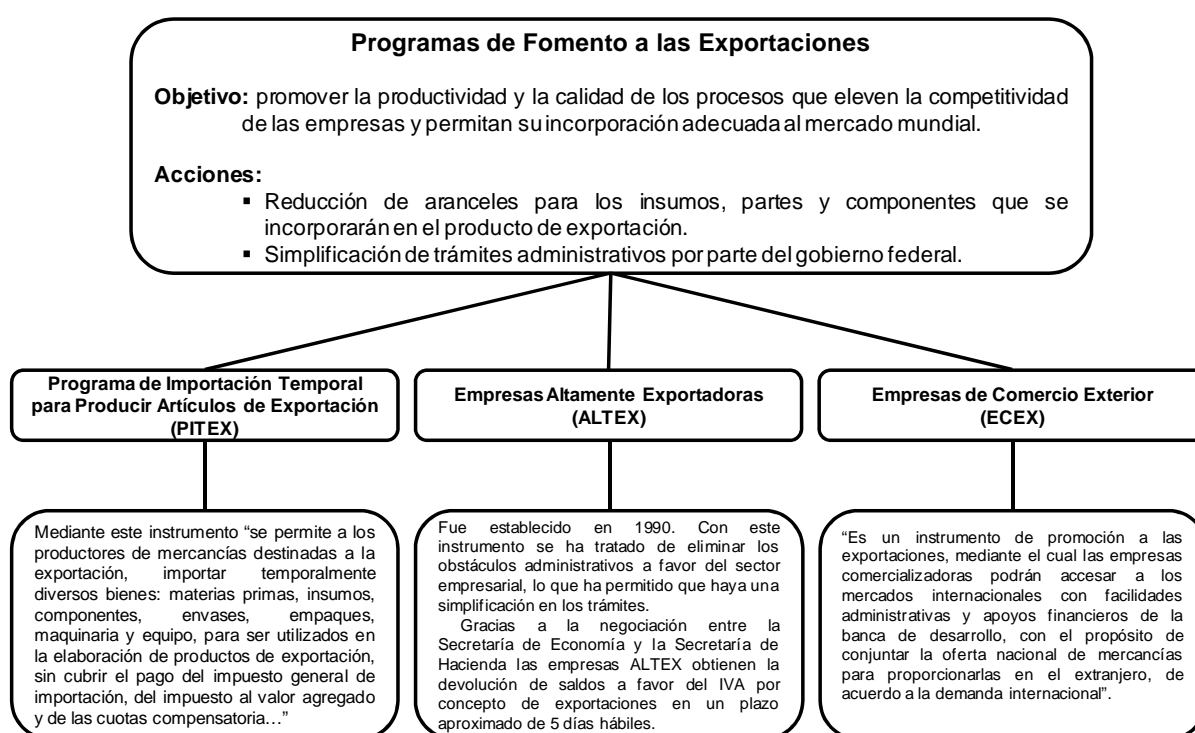 Programas de Fomento a las Exportaciones
Objetivo: promover la productividad y la calidad de los procesos que eleven la competitividad
de las empresas y permitan su incorporación adecuada al mercado mundial.
Acciones:
▪ Reducción de aranceles para los insumos, partes y componentes que se
incorporarán en el producto de exportación.
▪ Simplificación de trámites administrativos por parte del gobierno federal.
Programa de Importación Temporal
para Producir Artículos de Exportación
(PITEX)
Empresas Altamente Exportadoras
(ALTEX)
Empresas de Comercio Exterior
(ECEX)
Mediante este instrumento “se permite a los
productores de mercancías destinadas a la
exportación, importar temporalmente
diversos bienes: materias primas, insumos,
componentes, envases, empaques,
maquinaria y equipo, para ser utilizados en
la elaboración de productos de exportación,
sin cubrir el pago del impuesto general de
importación, del impuesto al valor agregado
y de las cuotas compensatoria…”
Fue establecido en 1990. Con este
instrumento se ha tratado de eliminar los
obstáculos administrativos a favor del sector
empresarial, lo que ha permitido que haya una
simplificación en los trámites.
Gracias a la negociación entre la
Secretaría de Economía y la Secretaría de
Hacienda las empresas ALTEX obtienen la
devolución de saldos a favor del IVA por
concepto de exportaciones en un plazo
aproximado de 5 días hábiles.
“Es un instrumento de promoción a las
exportaciones, mediante el cual las empresas
comercializadoras podrán accesar a los
mercados internacionales con facilidades
administrativas y apoyos financieros de la
banca de desarrollo, con el propósito de
conjuntar la oferta nacional de mercancías
para proporcionarlas en el extranjero, de
acuerdo a la demanda internacional”.